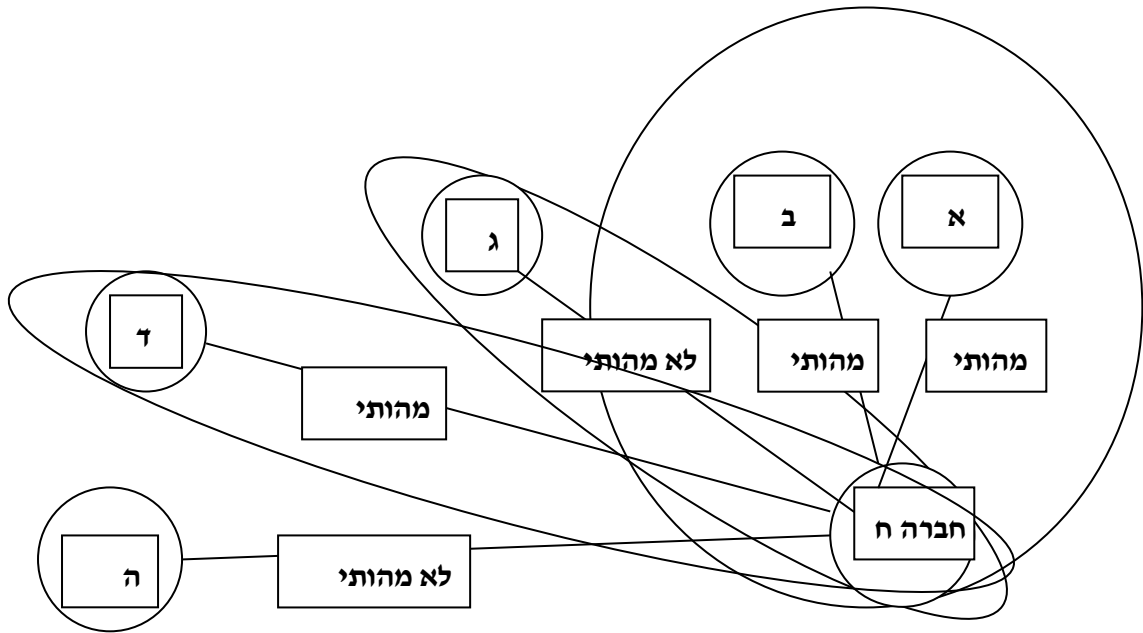 א
ב
ג
ד
מהותי
מהותי
לא מהותי
מהותי
חברה ח
לא מהותי
ה